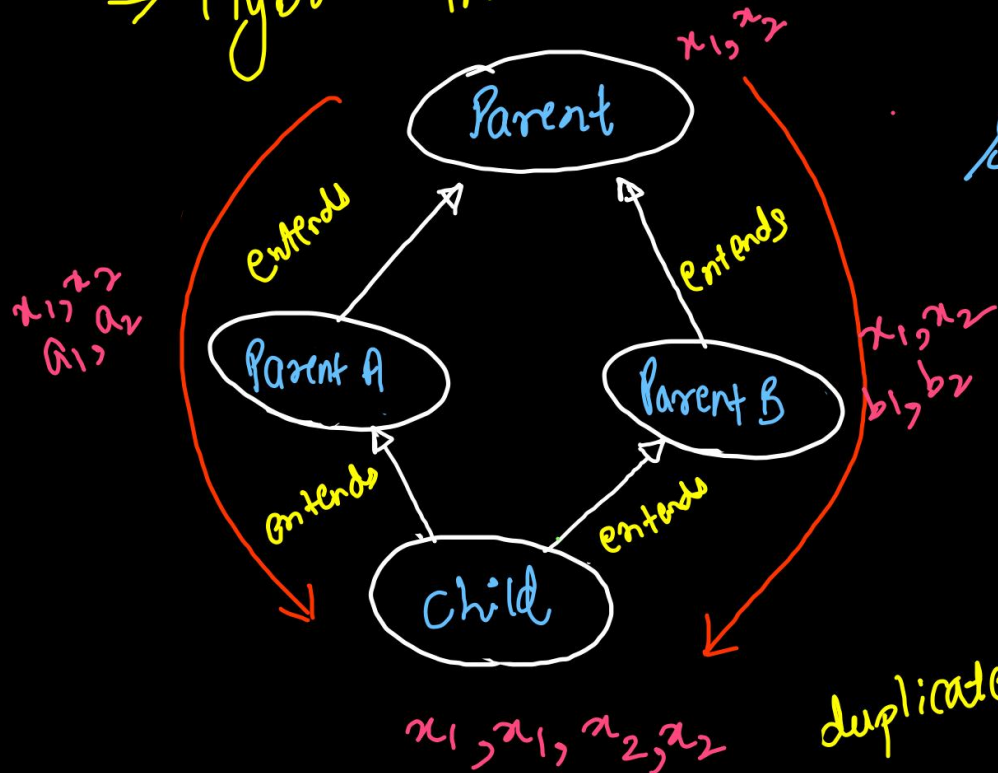 → Hybr
x1, x2
Parent
extends
extends
x1, x2
a1, a2
Parent A
Parent B
x1, x2
b1, b2
extends
extends
Child
x1, x1, x2, x2
duplicate